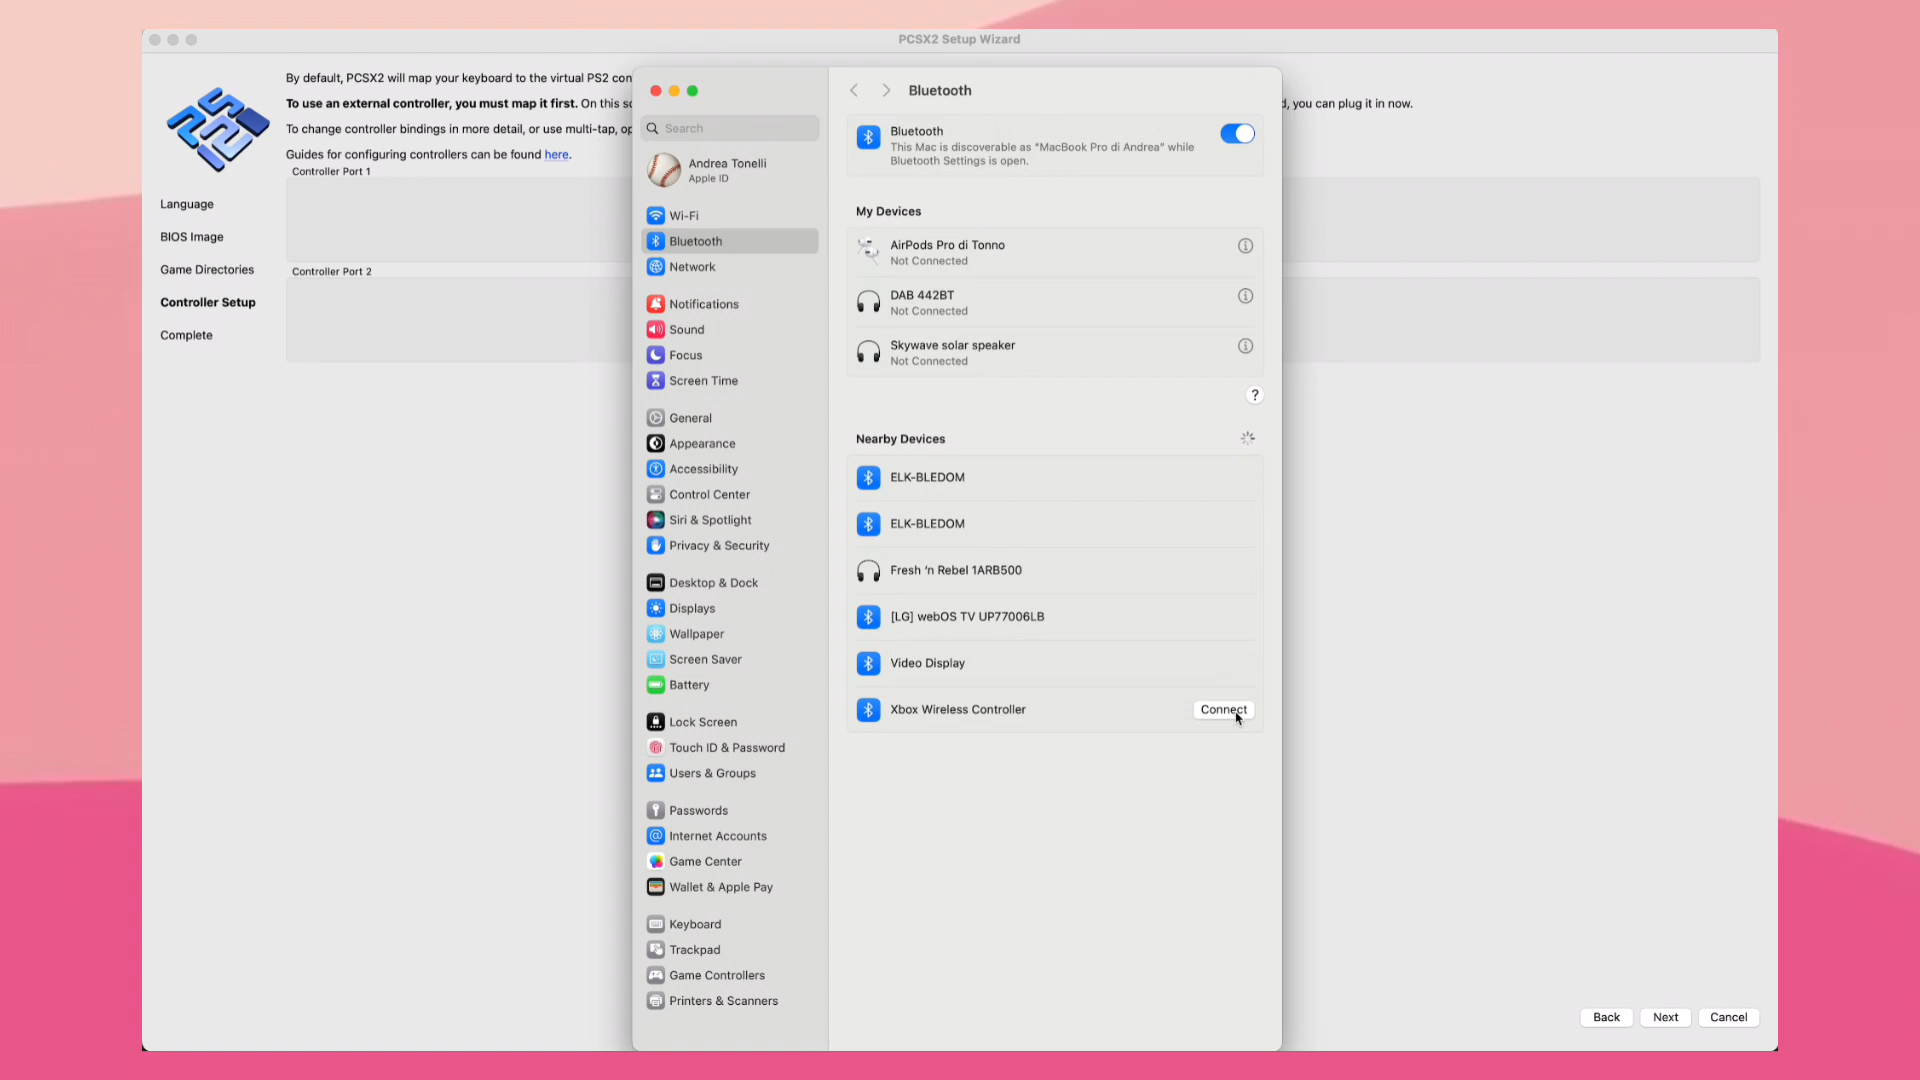 PCSX2 Setup Wizard
By default, PCSX2 will map your keyboard to the virtual PS2 con
To use an external controller, you must map it first. On this s
d, you can plug it in now.
To change controller bindings in more detail, or use multi-tap, op
Guides for configuring controllers can be found here.
Controller Port 1
Controller Port 2
Language
BIOS Image
Game Directories
Controller Setup
Complete
Search
Andrea Tonelli
Apple ID
Wi-Fi
Bluetooth
Network
Notifications
Sound
Focus
Screen Time
General
Appearance
Accessibility
Control Center
Siri & Spotlight
Privacy & Security
Desktop & Dock
Displays
Wallpaper
Screen Saver
Battery
Lock Screen
Touch ID & Password
Users & Groups
Passwords
Internet Accounts
Game Center
Wallet & Apple Pay
Keyboard
Trackpad
Game Controllers
Printers & Scanners
Bluetooth
Bluetooth
This Mac is discoverable as “MacBook Pro di Andrea” while
Bluetooth Settings is open.
My Devices
AirPods Pro di Tonno
Not Connected
DAB 442BT
Not Connected
Skywave solar speaker
Not Connected
?
Nearby Devices
ELK-BLEDOM
ELK-BLEDOM
Fresh ‘n Rebel 1ARB500
[LG] webOS TV UP77006LB
Video Display
Xbox Wireless Controller
Connect
Back
Next
Cancel